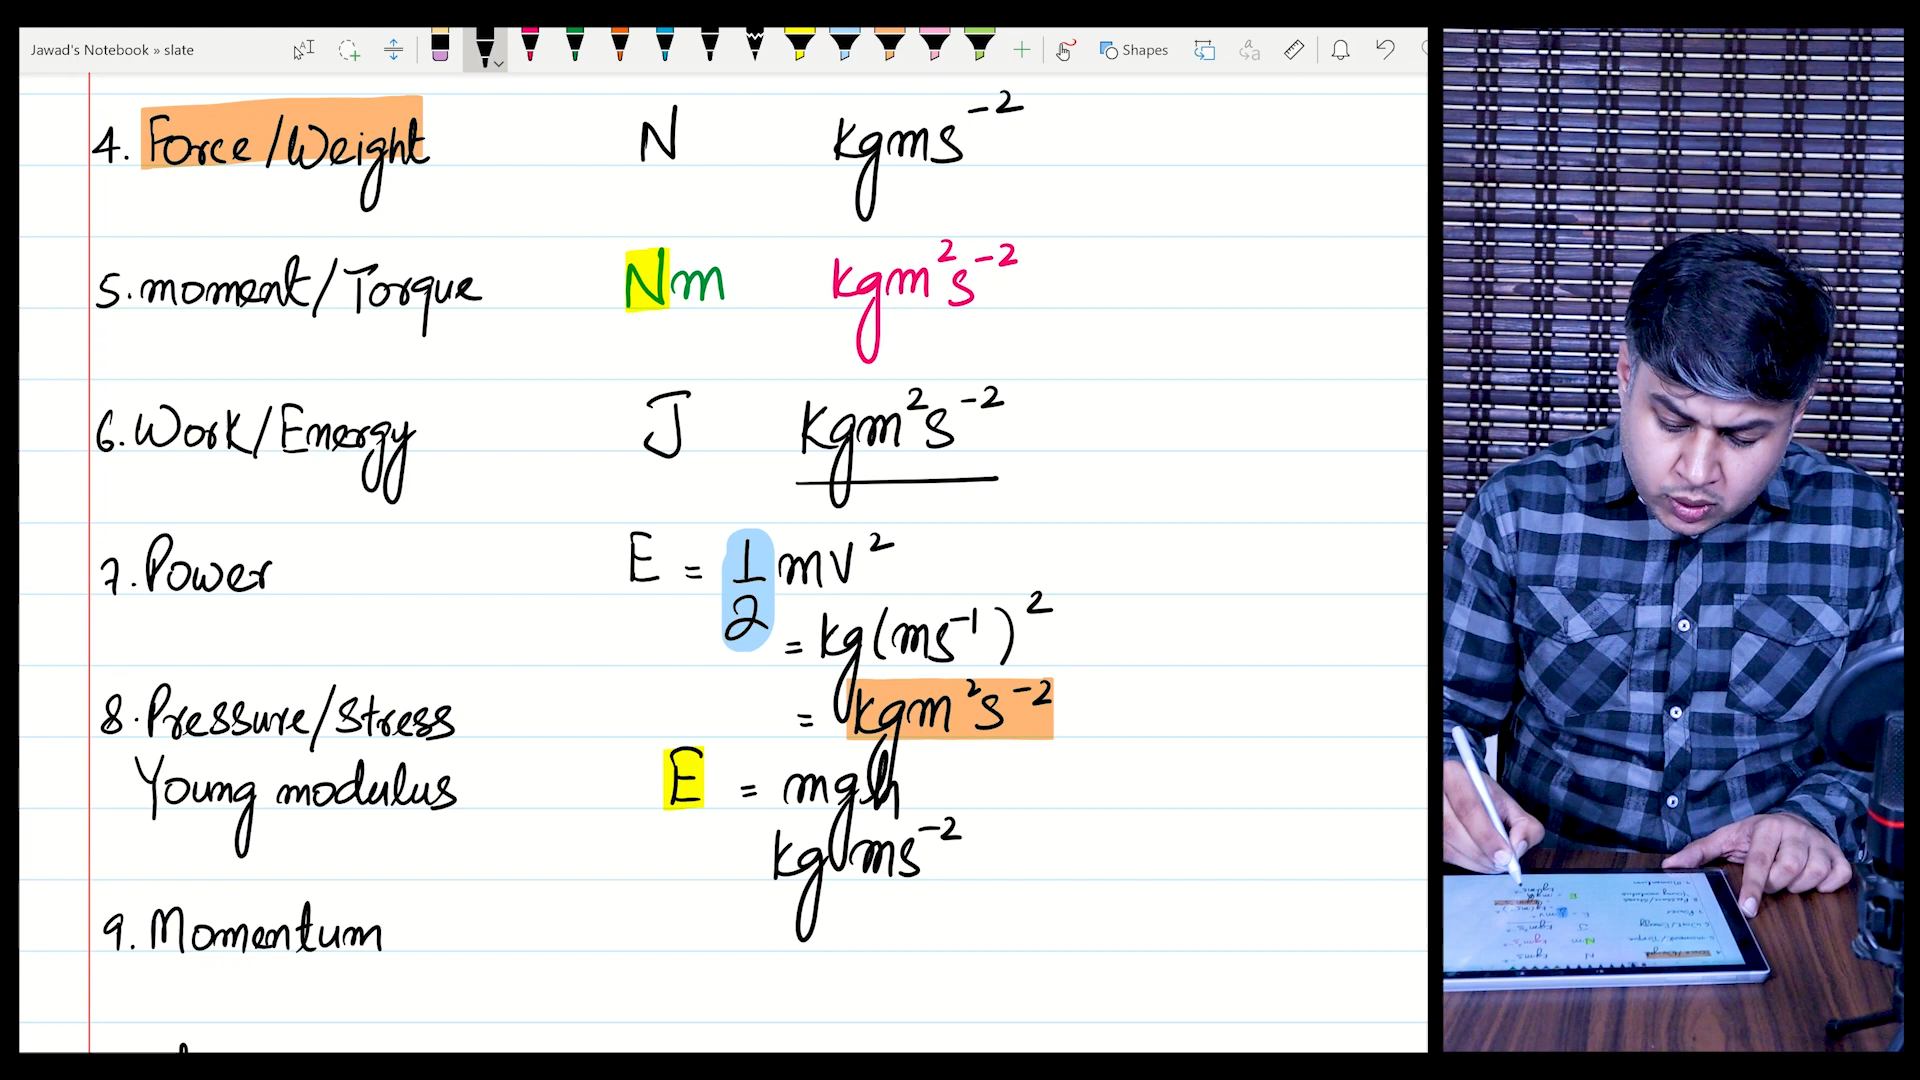 Jawad's Notebook » slate
Shapes
4. Force/Weight N kgms⁻²
5. moment/Torque Nm kgm²s⁻²
6. Work/Energy J kgm²s⁻²
7. Power E = 1/2 mv²
= kg(ms⁻¹)²
8. Pressure/Stress = kgm²s⁻²
Young modulus E = mgh
kg ms⁻²
9. Momentum